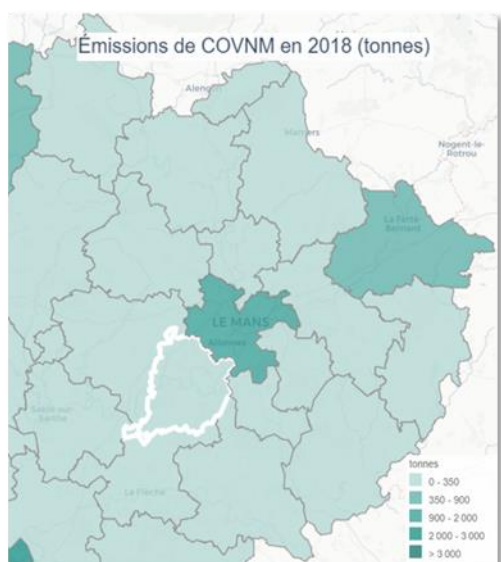 Émissions de COVNM en 2018 (tonnes)
Alençon
Mamers
Nogent-le-
Rotrou
La Ferté
Bernard
LE MANS
Allonnes
Sablé-sur-
Sarthe
La Flèche
tonnes
0 - 350
350 - 900
900 - 2 000
2 000 - 3 000
> 3 000